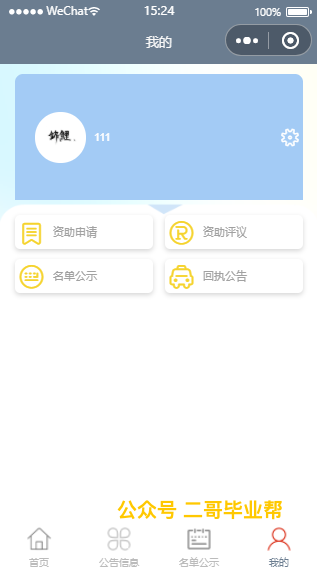 WeChat 15:24 100%
我的
111
资助申请 资助评议
名单公示 回执公告
公众号 二哥毕业帮
首页 公告信息 名单公示 我的